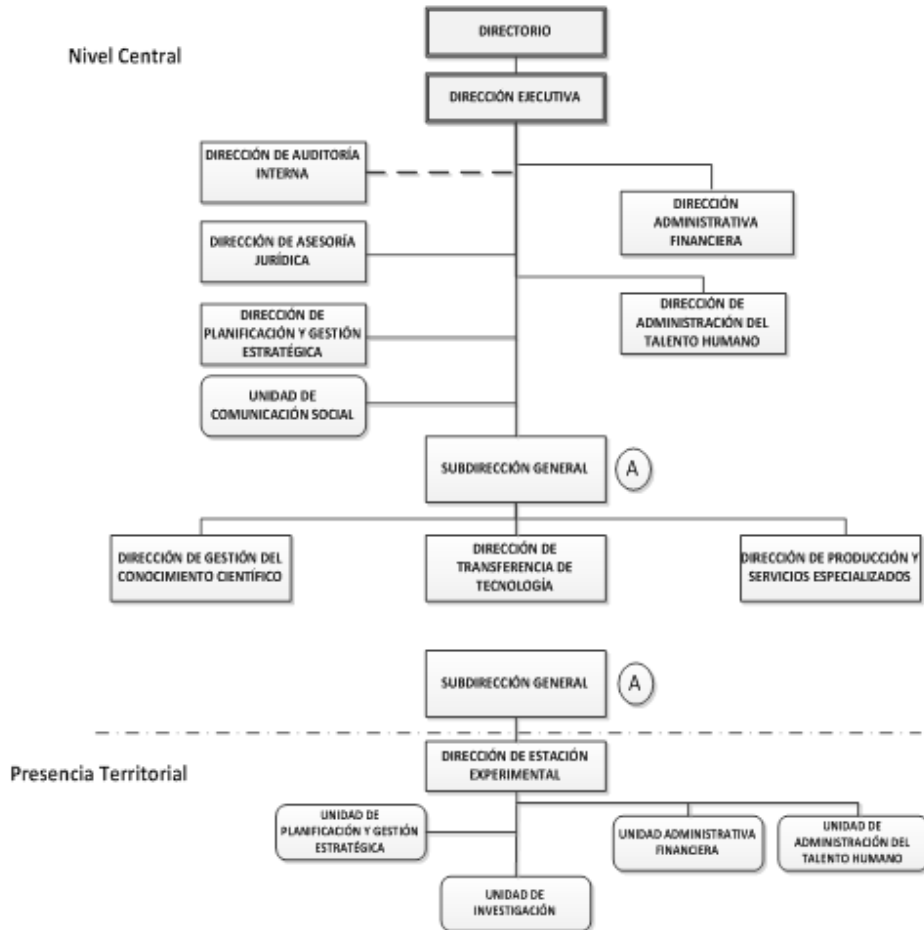 DIRECTORIO
Nivel Central
DIRECCIÓN EJECUTIVA
DIRECCIÓN DE AUDITORÍA
INTERNA
DIRECCIÓN
ADMINISTRATIVA
FINANCIERA
DIRECCIÓN DE ASESORÍA
JURÍDICA
DIRECCIÓN DE
ADMINISTRACIÓN DEL
TALENTO HUMANO
DIRECCIÓN DE
PLANIFICACIÓN Y GESTIÓN
ESTRATÉGICA
UNIDAD DE
COMUNICACIÓN SOCIAL
SUBDIRECCIÓN GENERAL
A
DIRECCIÓN DE GESTIÓN DEL
CONOCIMIENTO CIENTÍFICO
DIRECCIÓN DE
TRANSFERENCIA DE
TECNOLOGÍA
DIRECCIÓN DE PRODUCCIÓN Y
SERVICIOS ESPECIALIZADOS
SUBDIRECCIÓN GENERAL
A
Presencia Territorial
DIRECCIÓN DE ESTACIÓN
EXPERIMENTAL
UNIDAD DE
PLANIFICACIÓN Y GESTIÓN
ESTRATÉGICA
UNIDAD ADMINISTRATIVA
FINANCIERA
UNIDAD DE
ADMINISTRACIÓN DEL
TALENTO HUMANO
UNIDAD DE
INVESTIGACIÓN